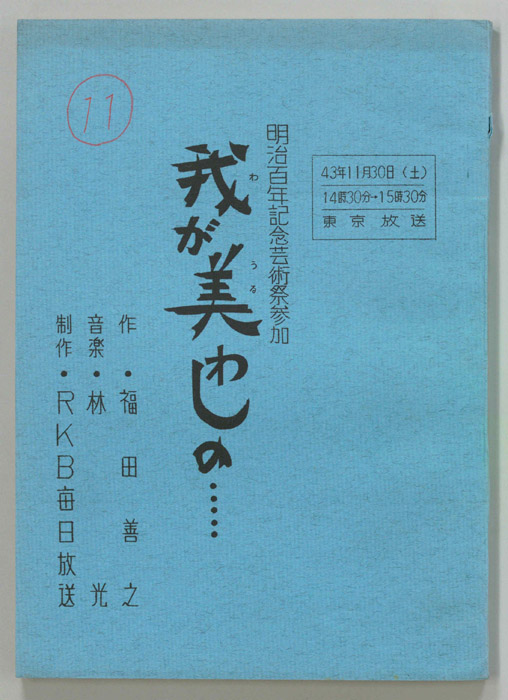 11
43年11月30日(土)
14時30分→15時30分
東京放送
明治百年記念芸術祭参加
我が美わしの……
わ
うる
作・福田善之
音楽・林光
制作・RKB毎日放送